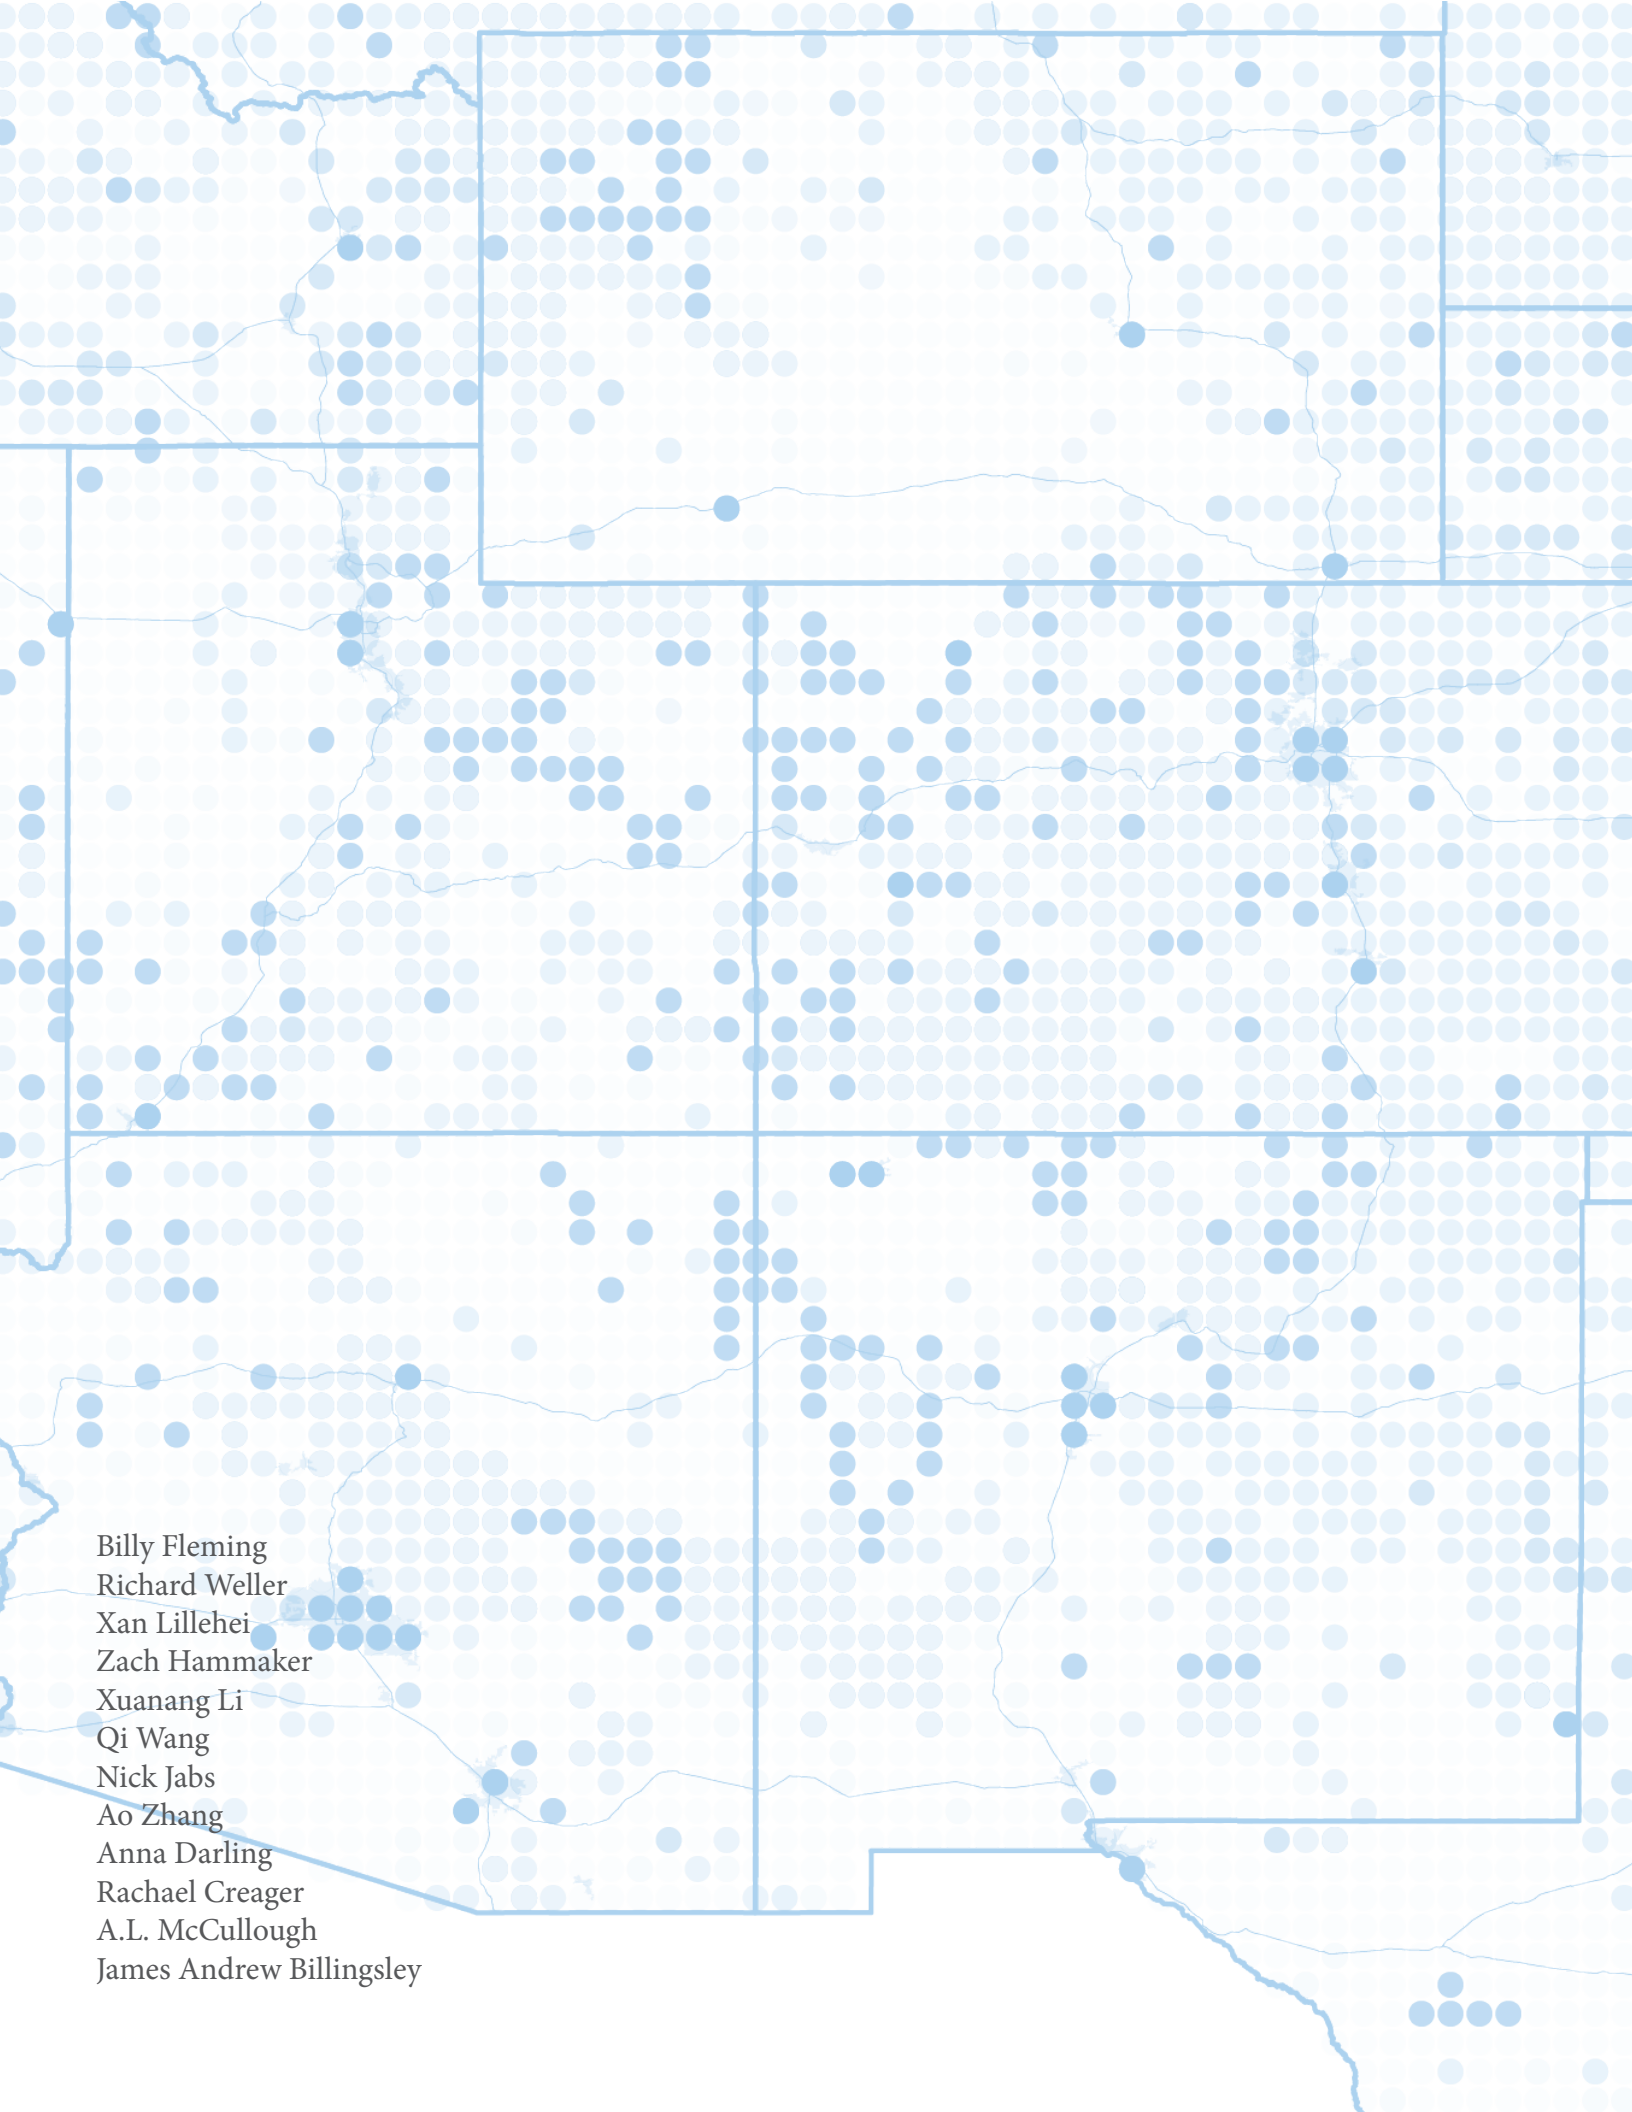 Billy Fleming
Richard Weller
Xan Lillehei
Zach Hammaker
Xuanang Li
Qi Wang
Nick Jabs
Ao Zhang
Anna Darling
Rachael Creager
A.L. McCullough
James Andrew Billingsley